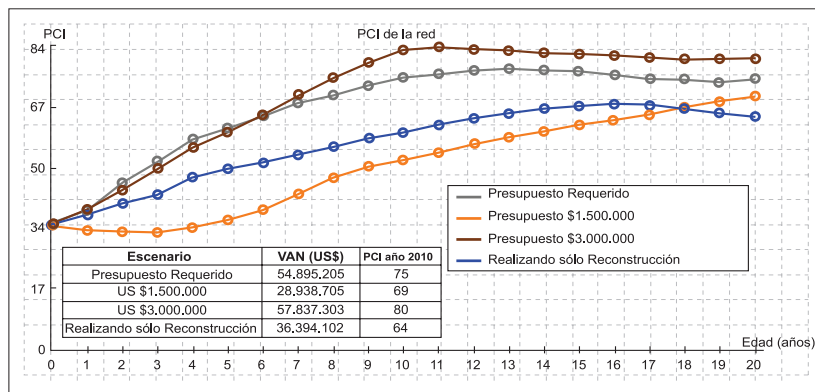 PCI
PCI de la red
84
67
50
34
17
0
Presupuesto Requerido
Presupuesto $1.500.000
Presupuesto $3.000.000
Realizando sólo Reconstrucción
Escenario VAN (US$) PCI año 2010
Presupuesto Requerido 54.895.205 75
US $1.500.000 28.938.705 69
US $3.000.000 57.837.303 80
Realizando sólo Reconstrucción 36,394.102 64
Edad (años)
0 1 2 3 4 5 6 7 8 9 10 11 12 13 14 15 16 17 18 19 20